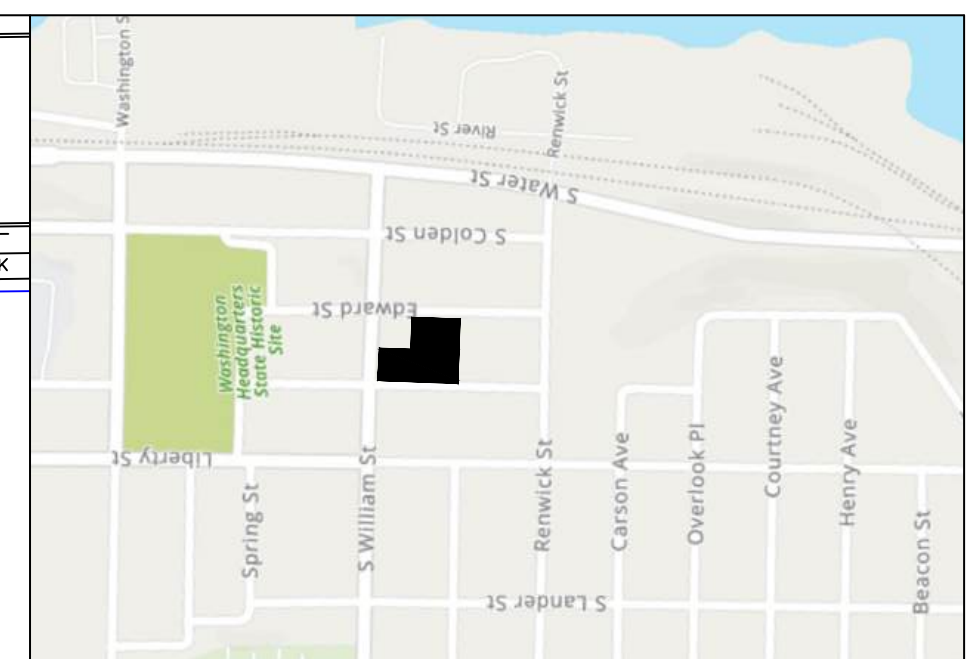 Washington S
K
River St
Renwick St
S Water St
S Colden St
Edward St
Washington
Headquarters
State Historic
Site
Liberty St
Spring St
S William St
Renwick St
Carson Ave
Overlook Pl
Courtney Ave
Henry Ave
Beacon St
S Lander St